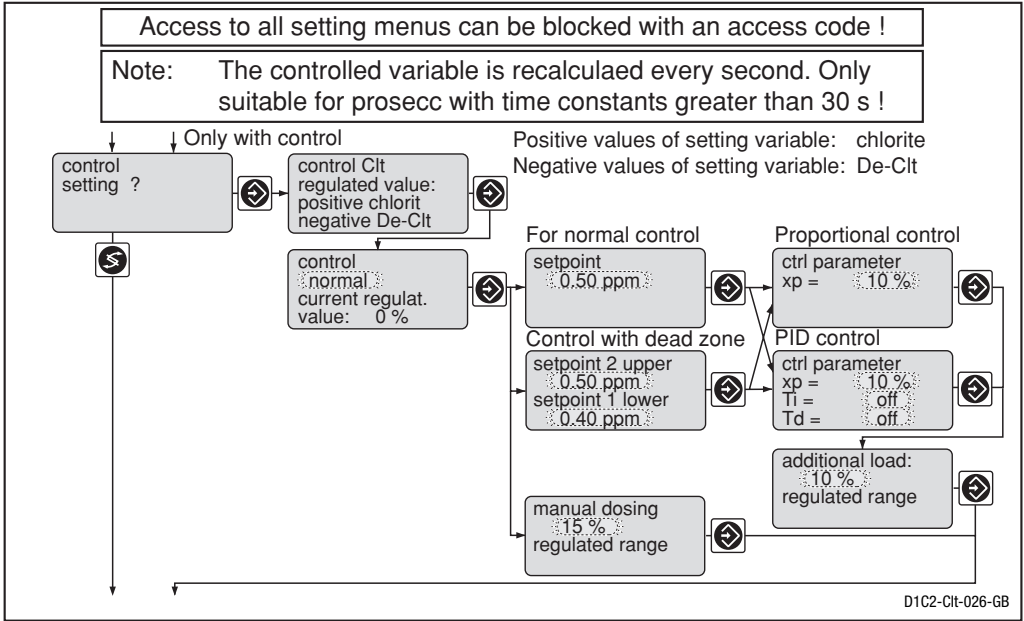 Access to all setting menus can be blocked with an access code !
Note: The controlled variable is recalculaed every second. Only
suitable for prosecc with time constants greater than 30 s !
Only with control
Positive values of setting variable: chlorite
Negative values of setting variable: De-Clt
control
setting ?
control Clt
regulated value:
positive chlorit
negative De-Clt
control
normal
current regulat.
value: 0 %
For normal control
setpoint
0.50 ppm
Proportional control
ctrl parameter
xp = 10 %
Control with dead zone
setpoint 2 upper
0.50 ppm
setpoint 1 lower
0.40 ppm
PID control
ctrl parameter
xp = 10 %
Ti = off
Td = off
additional load:
10 %
regulated range
manual dosing
15 %
regulated range
D1C2-Clt-026-GB